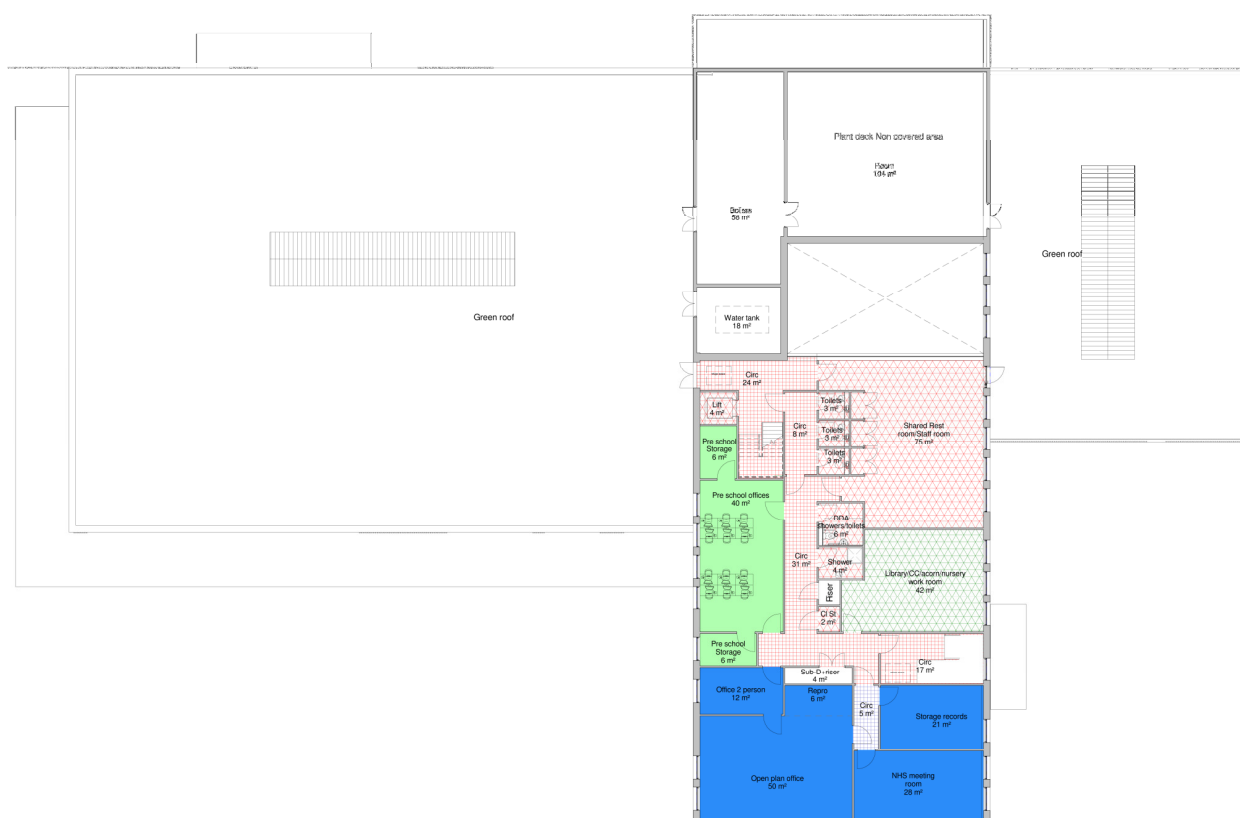 Plant deck Non covered area
Room
104 m²
Boilers
56 m²
Green roof
Green roof
Water tank
18 m²
Circ
24 m²
Lift
4 m²
Toilets
3 m²
Circ
8 m²
Toilets
3 m²
Toilets
3 m²
Shared Rest
room/Staff room
75 m²
Pre school
Storage
6 m²
Pre school offices
40 m²
DDA
Showers/toilets
6 m²
Circ
31 m²
Shower
4 m²
Library/CC/acorn/nursery
work room
42 m²
Riser
Cl St
2 m²
Pre school
Storage
6 m²
Circ
17 m²
4 m²
Office 2 person
12 m²
Repro
6 m²
Circ
5 m²
Storage records
21 m²
Open plan office
50 m²
NHS meeting
room
28 m²